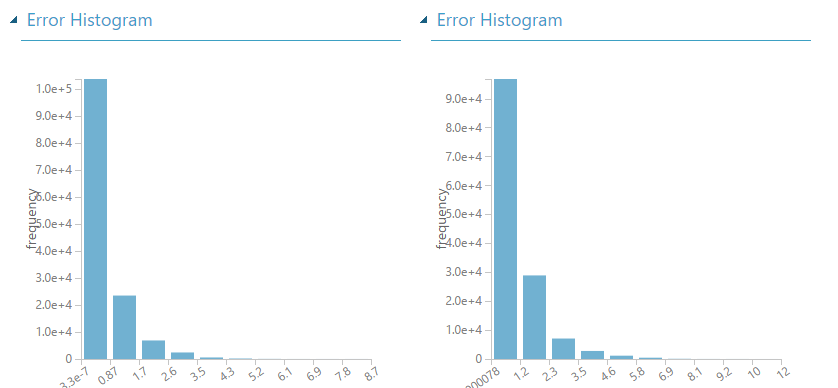 Error Histogram
frequency
1.0e+5
9.0e+4
8.0e+4
7.0e+4
6.0e+4
5.0e+4
4.0e+4
3.0e+4
2.0e+4
1.0e+4
0
3.3e-7 0.87 1.7 2.6 3.5 4.3 5.2 6.1 6.9 7.8 8.7
Error Histogram
frequency
9.0e+4
8.0e+4
7.0e+4
6.0e+4
5.0e+4
4.0e+4
3.0e+4
2.0e+4
1.0e+4
0
000078 1.2 2.3 3.5 4.6 5.8 6.9 8.1 9.2 10 12